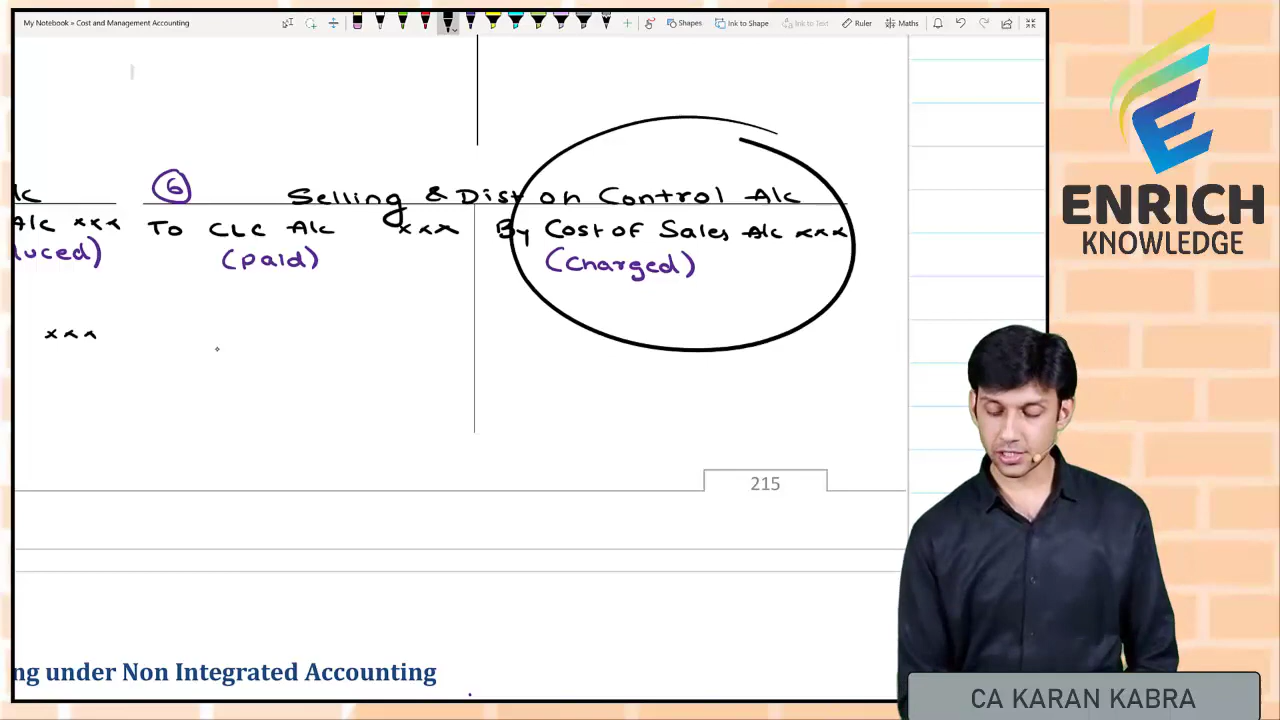 My Notebook » Cost and Management Accounting
Shapes
Ink to Shape
Ink to Text
Ruler
Maths
6
Selling & Dist on Control A/c
A/c xxx
To CLC A/c xxx
By Cost of Sales A/c xxx
uced)
(paid)
(charged)
xxx
215
ng under Non Integrated Accounting
ENRICH
KNOWLEDGE
CA KARAN KABRA